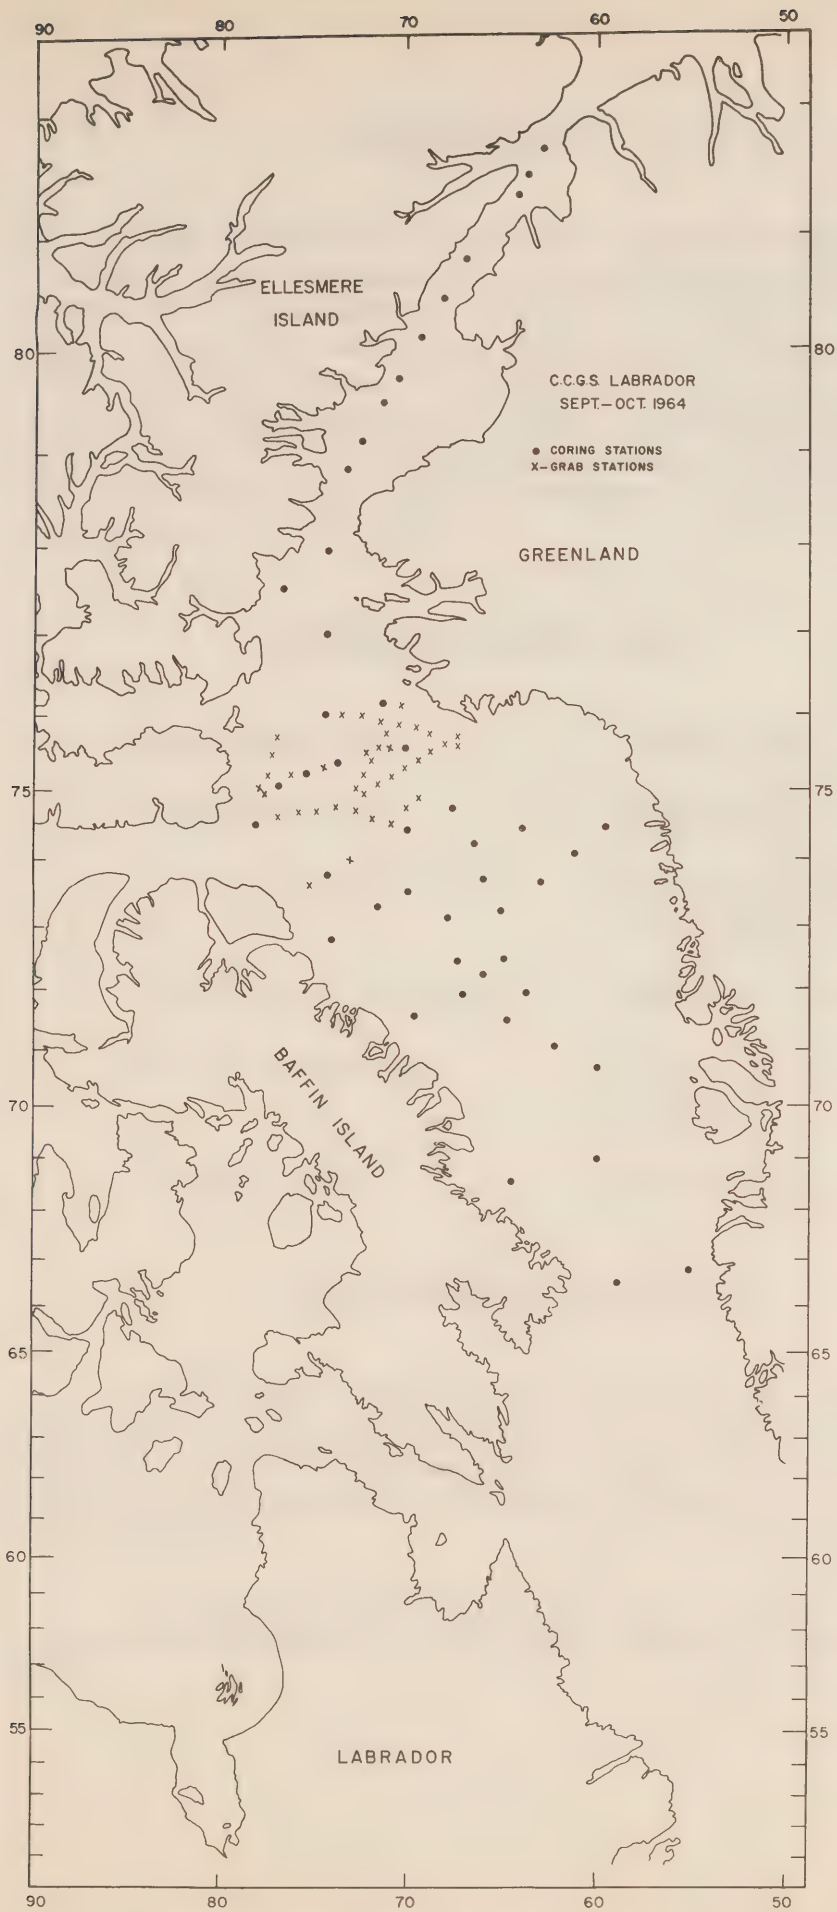 90 80 70 60 50
ELLESMERE
ISLAND
80 80
C.C.G.S. LABRADOR
SEPT.–OCT. 1964
● CORING STATIONS
X–GRAB STATIONS
GREENLAND
75 75
BAFFIN ISLAND
70 70
65 65
60 60
55 55
LABRADOR
90 80 70 60 50